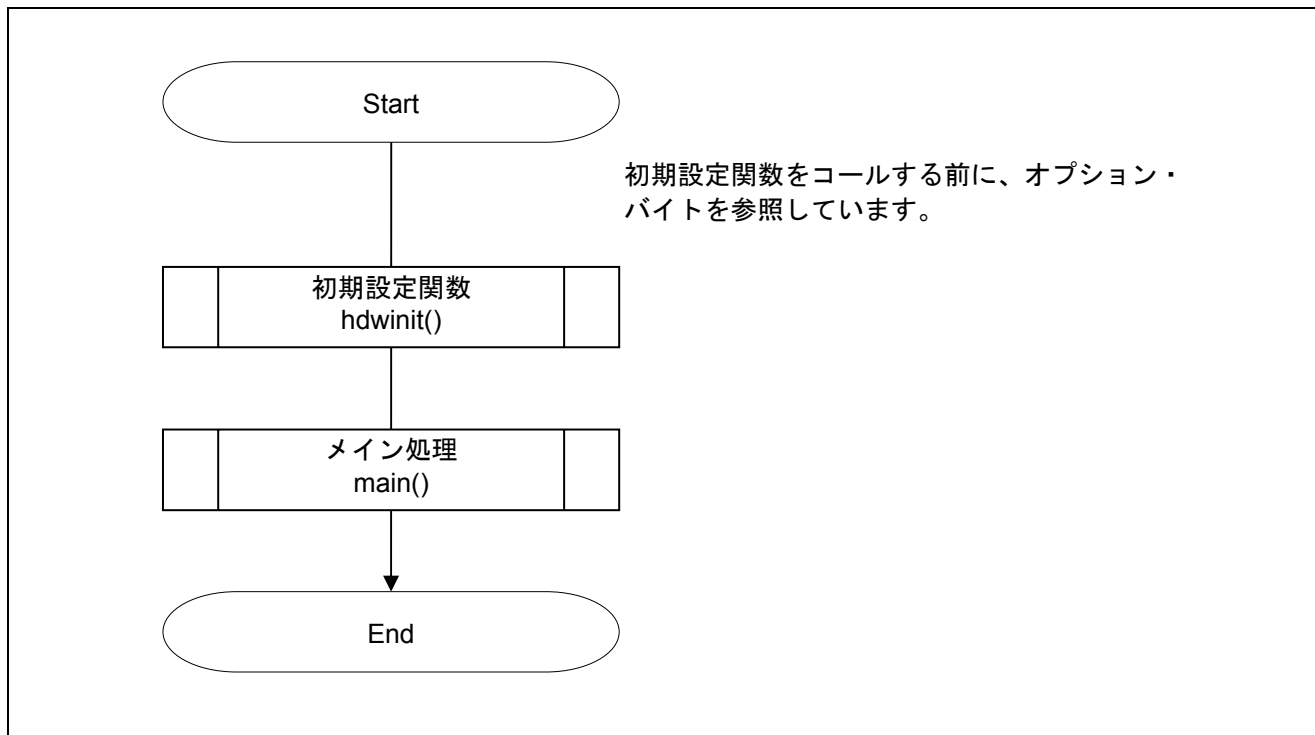 Start
初期設定関数をコールする前に、オプション・
バイトを参照しています。
初期設定関数
hdwinit()
メイン処理
main()
End